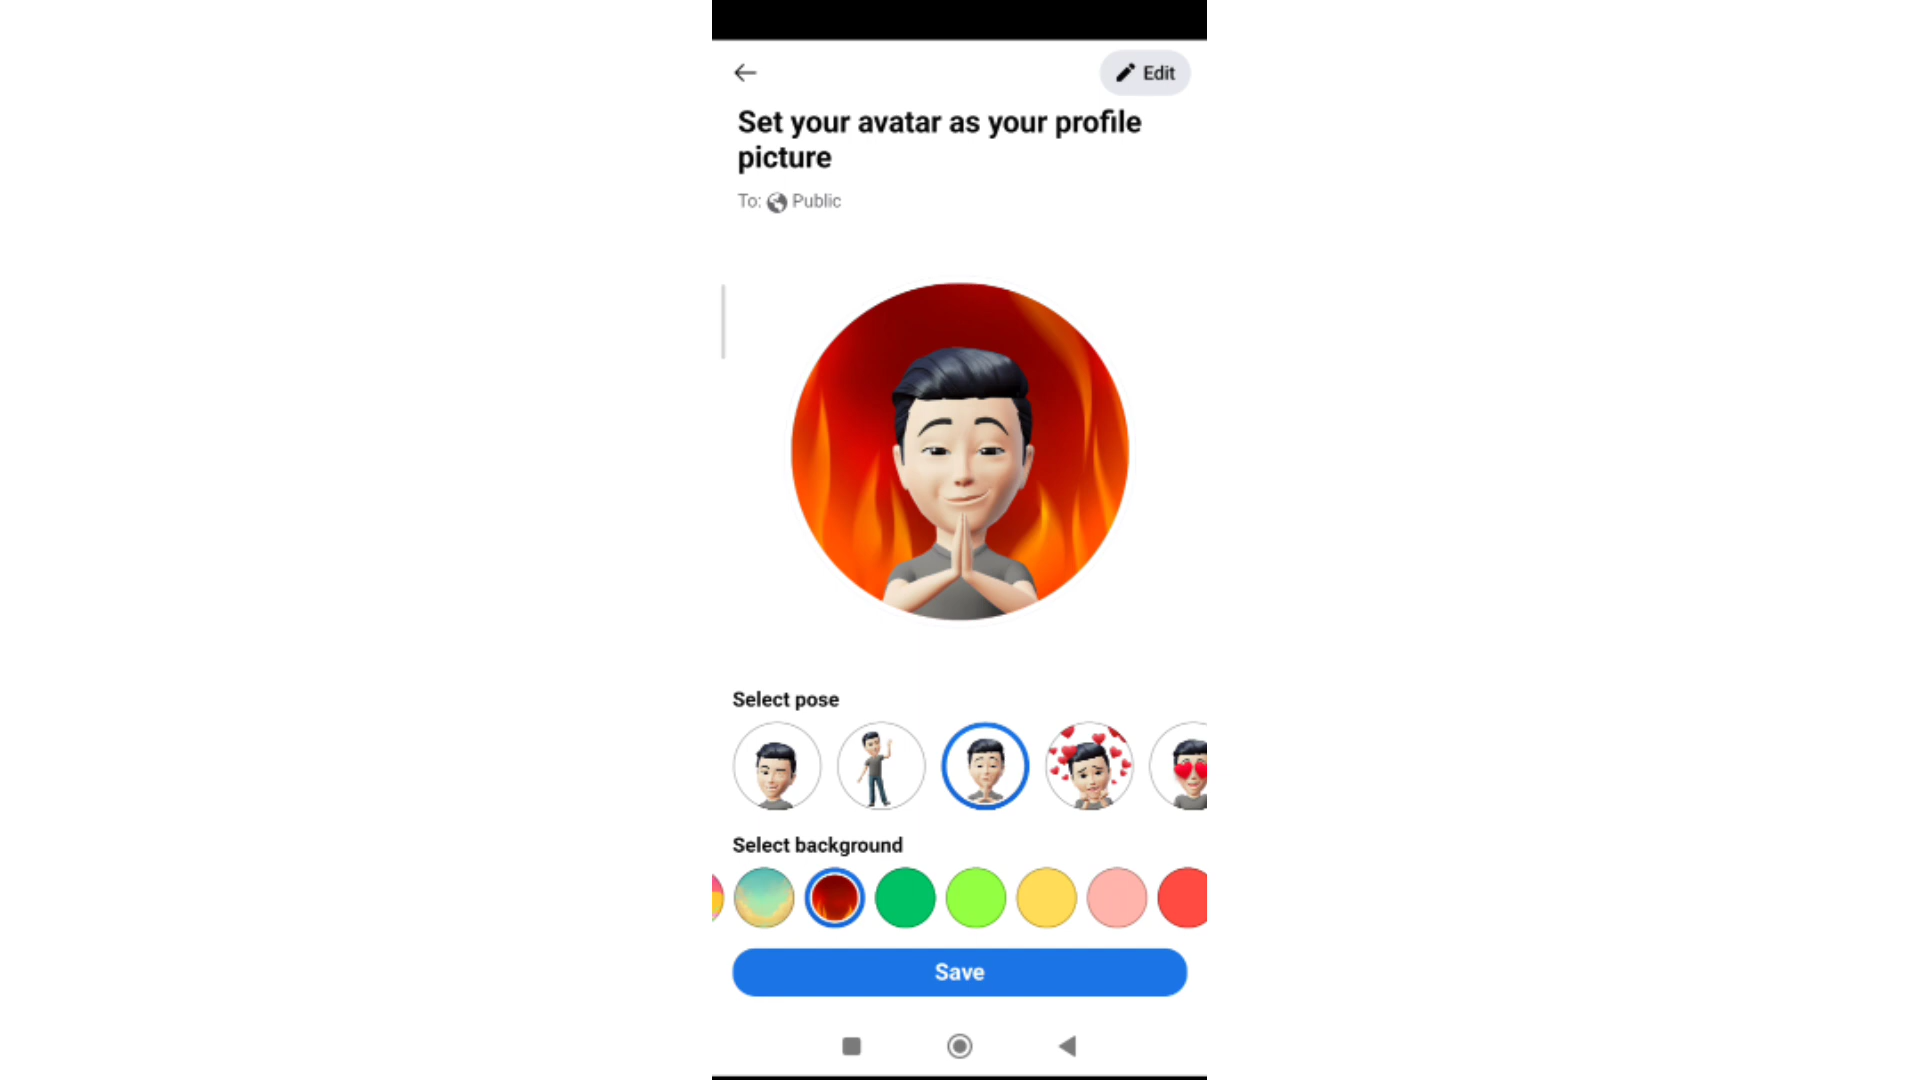 Edit
Set your avatar as your profile
picture
To: Public
Select pose
Select background
Save